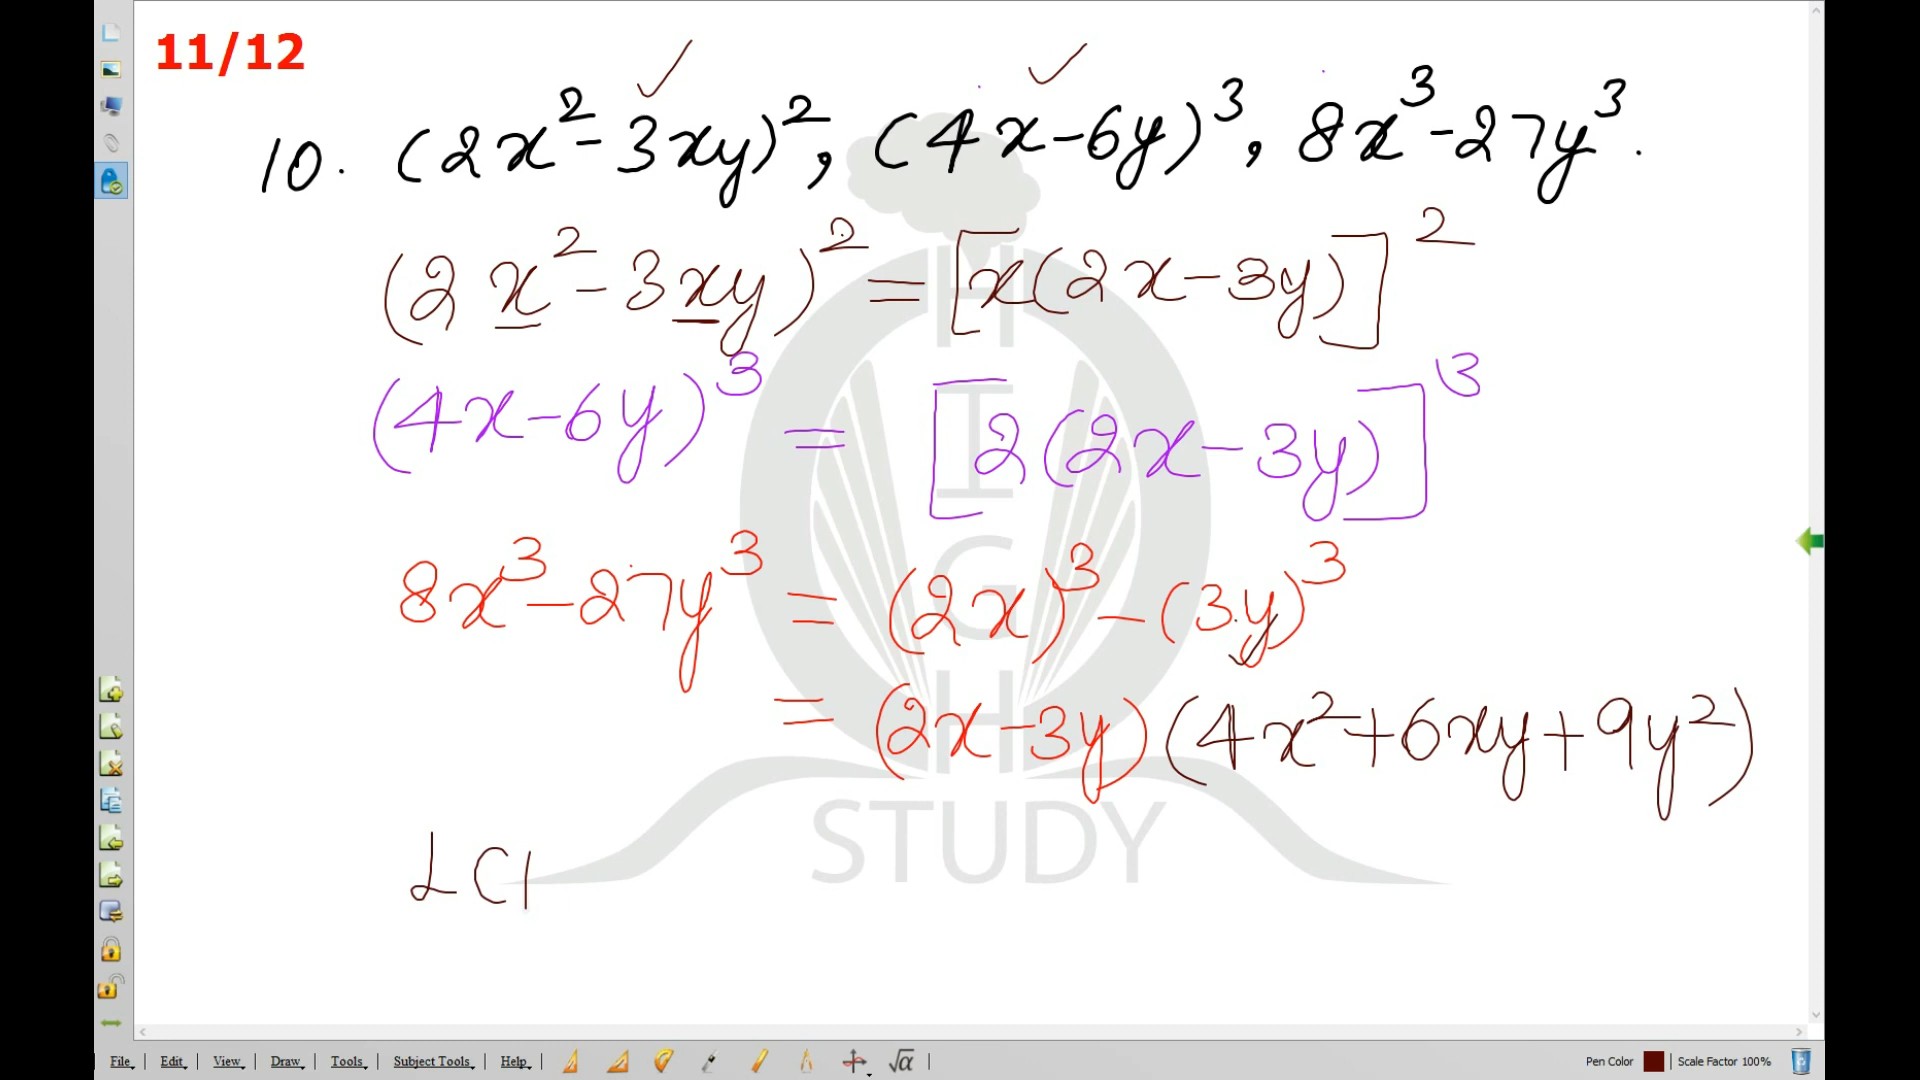 11/12
10. (2x²-3xy)², (4x-6y)³, 8x³-27y³.
(2x²-3xy)² = [x(2x-3y)]²
(4x-6y)³ = [2(2x-3y)]³
8x³-27y³ = (2x)³-(3y)³
= (2x-3y)(4x²+6xy+9y²)
LC
HIGH
STUDY
File Edit View Draw Tools Subject Tools Help √α Pen Color Scale Factor 100%